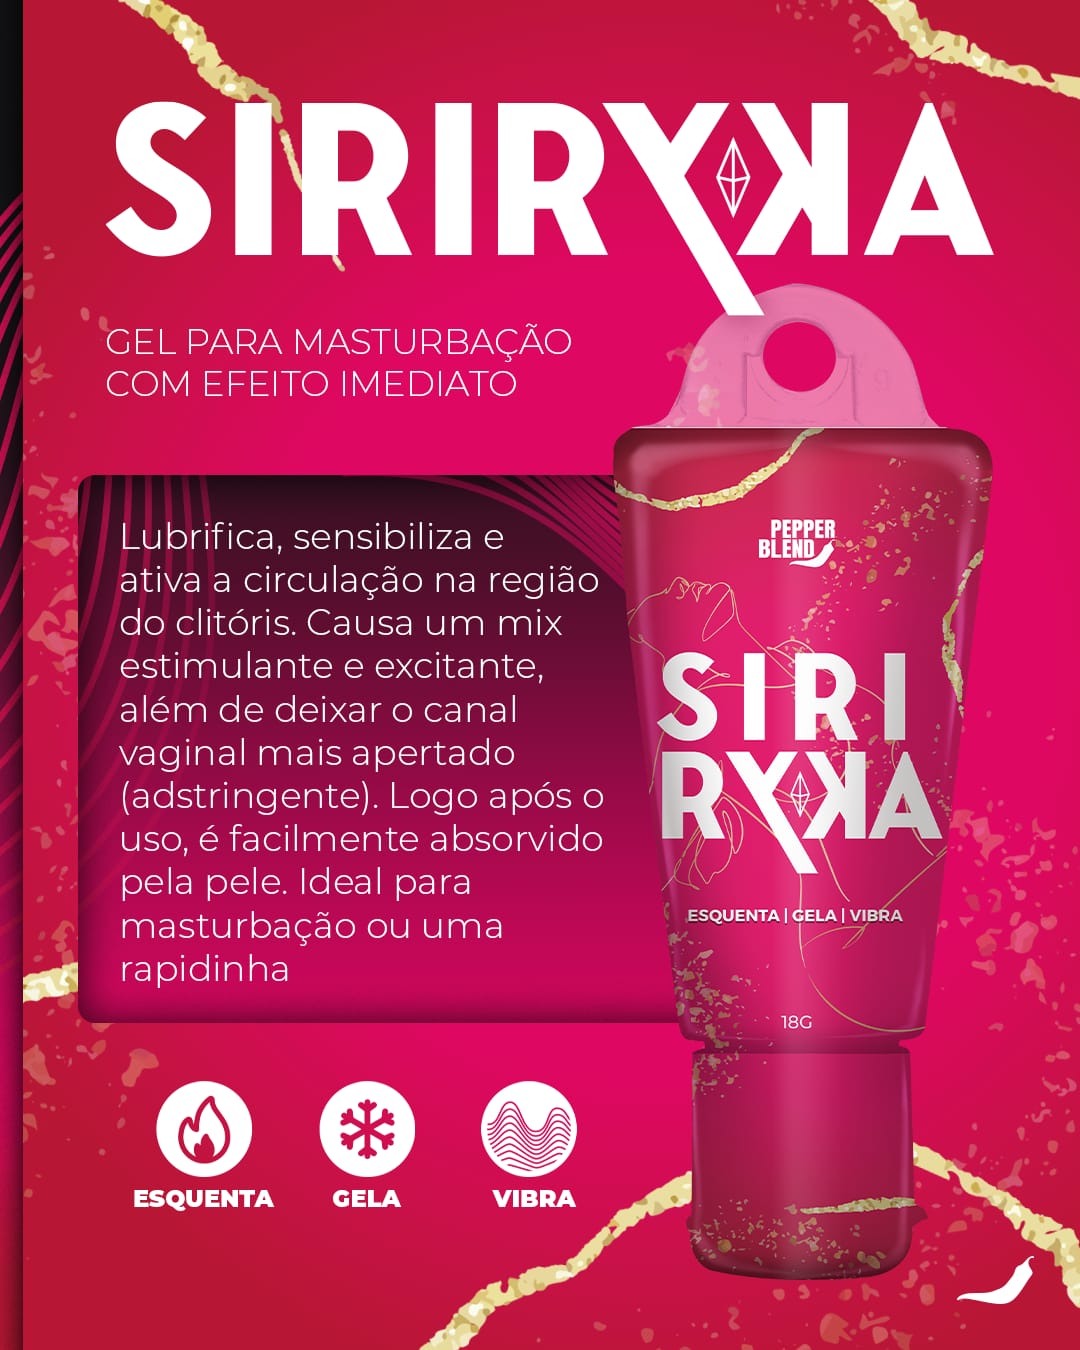 SIRIRYKA
GEL PARA MASTURBAÇÃO
COM EFEITO IMEDIATO
Lubrifica, sensibiliza e
ativa a circulação na região
do clitóris. Causa um mix
estimulante e excitante,
além de deixar o canal
vaginal mais apertado
(adstringente). Logo após o
uso, é facilmente absorvido
pela pele. Ideal para
masturbação ou uma
rapidinha
PEPPER
BLEND
SIRI
RYKA
ESQUENTA | GELA | VIBRA
18G
ESQUENTA
GELA
VIBRA